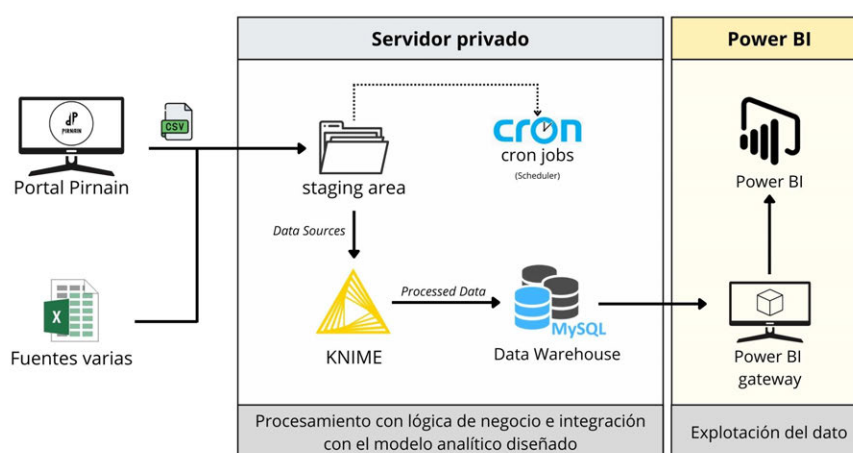 Servidor privado
Power BI
dP
PIRNAIN
CSV
Portal Pirnain
staging area
cron
cron jobs
(Scheduler)
Power BI
Data Sources
X
Fuentes varias
KNIME
Processed Data
MySQL
Data Warehouse
Power BI
gateway
Procesamiento con lógica de negocio e integración
con el modelo analítico diseñado
Explotación del dato